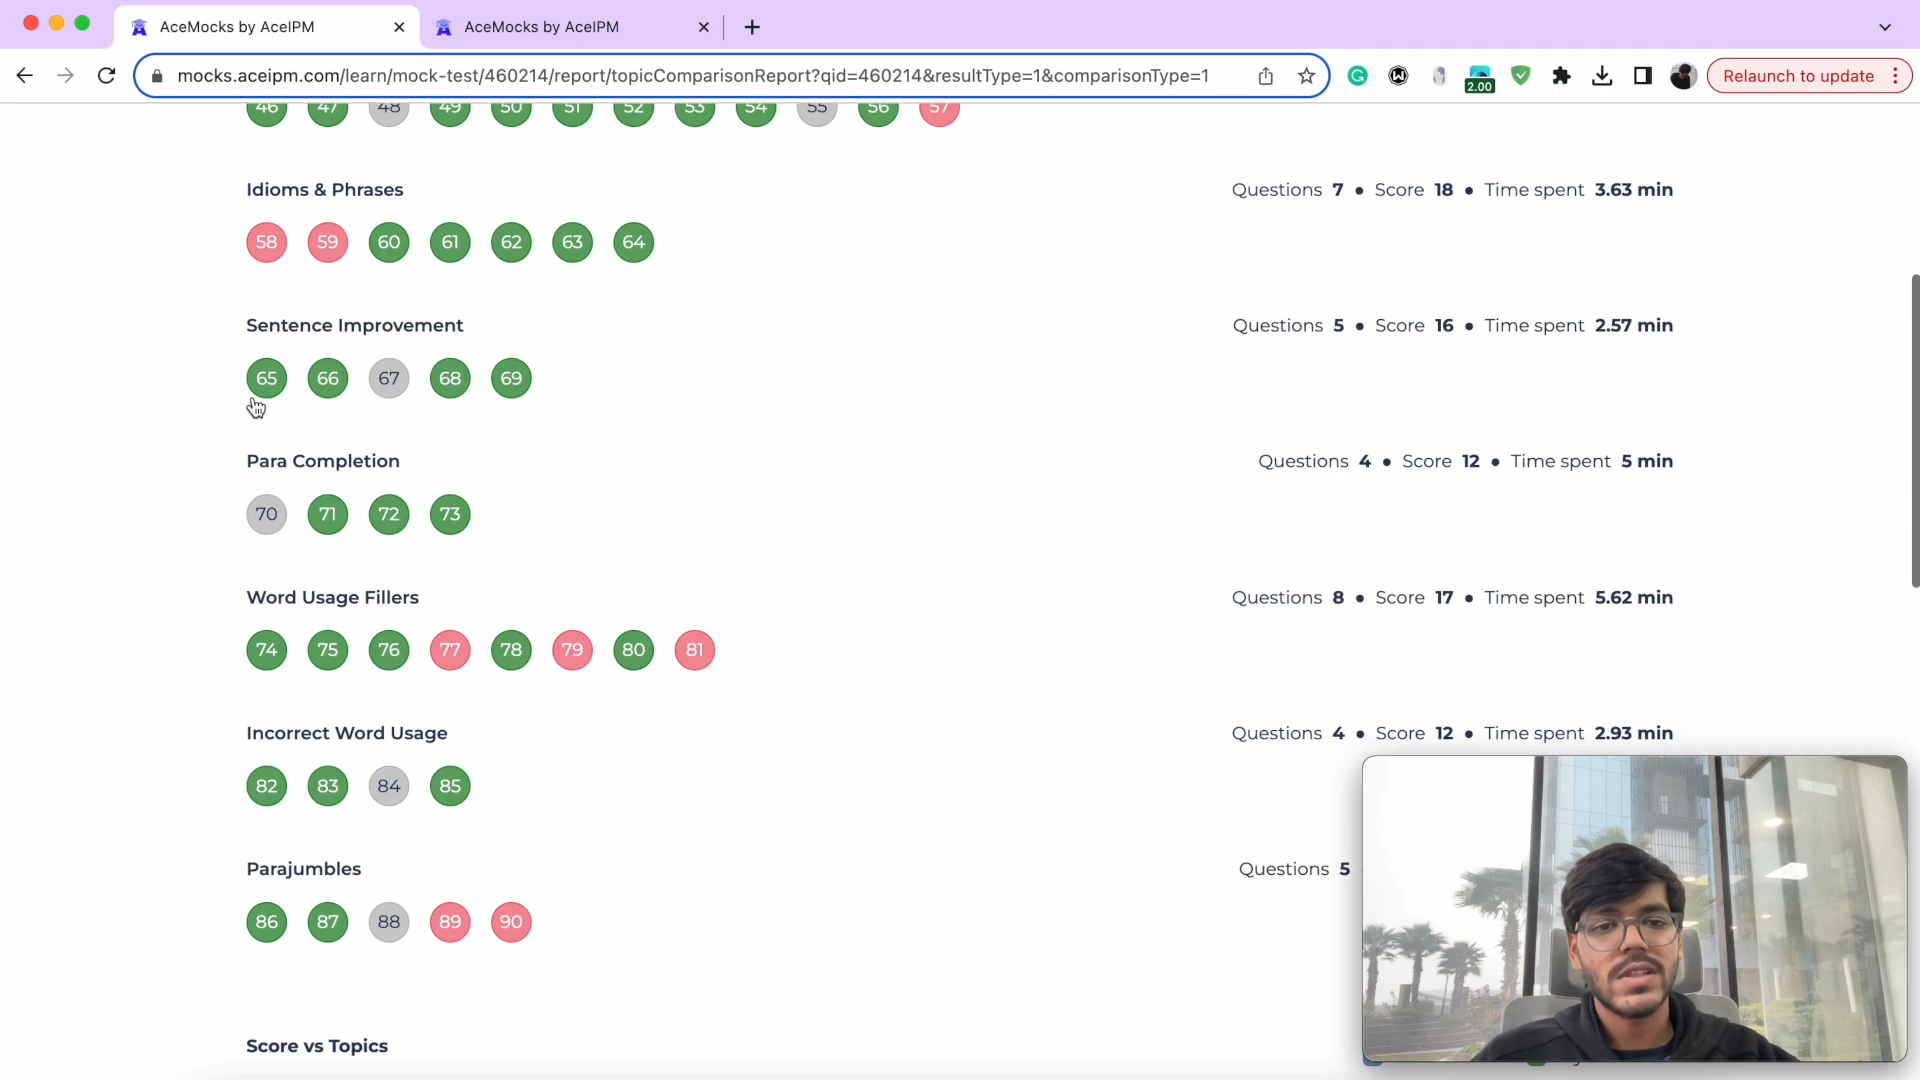 AceMocks by AceIPM
AceMocks by AceIPM
mocks.aceipm.com/learn/mock-test/460214/report/topicComparisonReport?qid=460214&resultType=1&comparisonType=1
2.00
Relaunch to update
46 47 48 49 50 51 52 53 54 55 56 57
Idioms & Phrases
Questions 7 • Score 18 • Time spent 3.63 min
58 59 60 61 62 63 64
Sentence Improvement
Questions 5 • Score 16 • Time spent 2.57 min
65 66 67 68 69
Para Completion
Questions 4 • Score 12 • Time spent 5 min
70 71 72 73
Word Usage Fillers
Questions 8 • Score 17 • Time spent 5.62 min
74 75 76 77 78 79 80 81
Incorrect Word Usage
Questions 4 • Score 12 • Time spent 2.93 min
82 83 84 85
Parajumbles
Questions 5
86 87 88 89 90
Score vs Topics